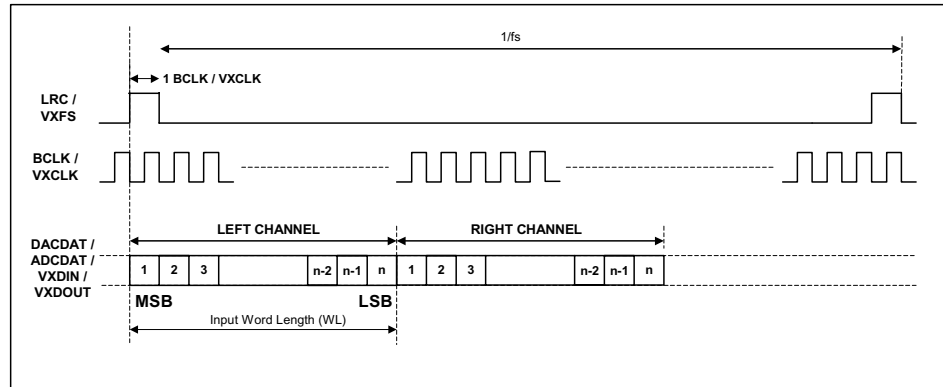 1/fs
1 BCLK / VXCLK
LRC /
VXFS
BCLK /
VXCLK
LEFT CHANNEL RIGHT CHANNEL
DACDAT /
ADCDAT /
VXDIN /
VXDOUT
1 2 3 n-2 n-1 n 1 2 3 n-2 n-1 n
MSB LSB
Input Word Length (WL)